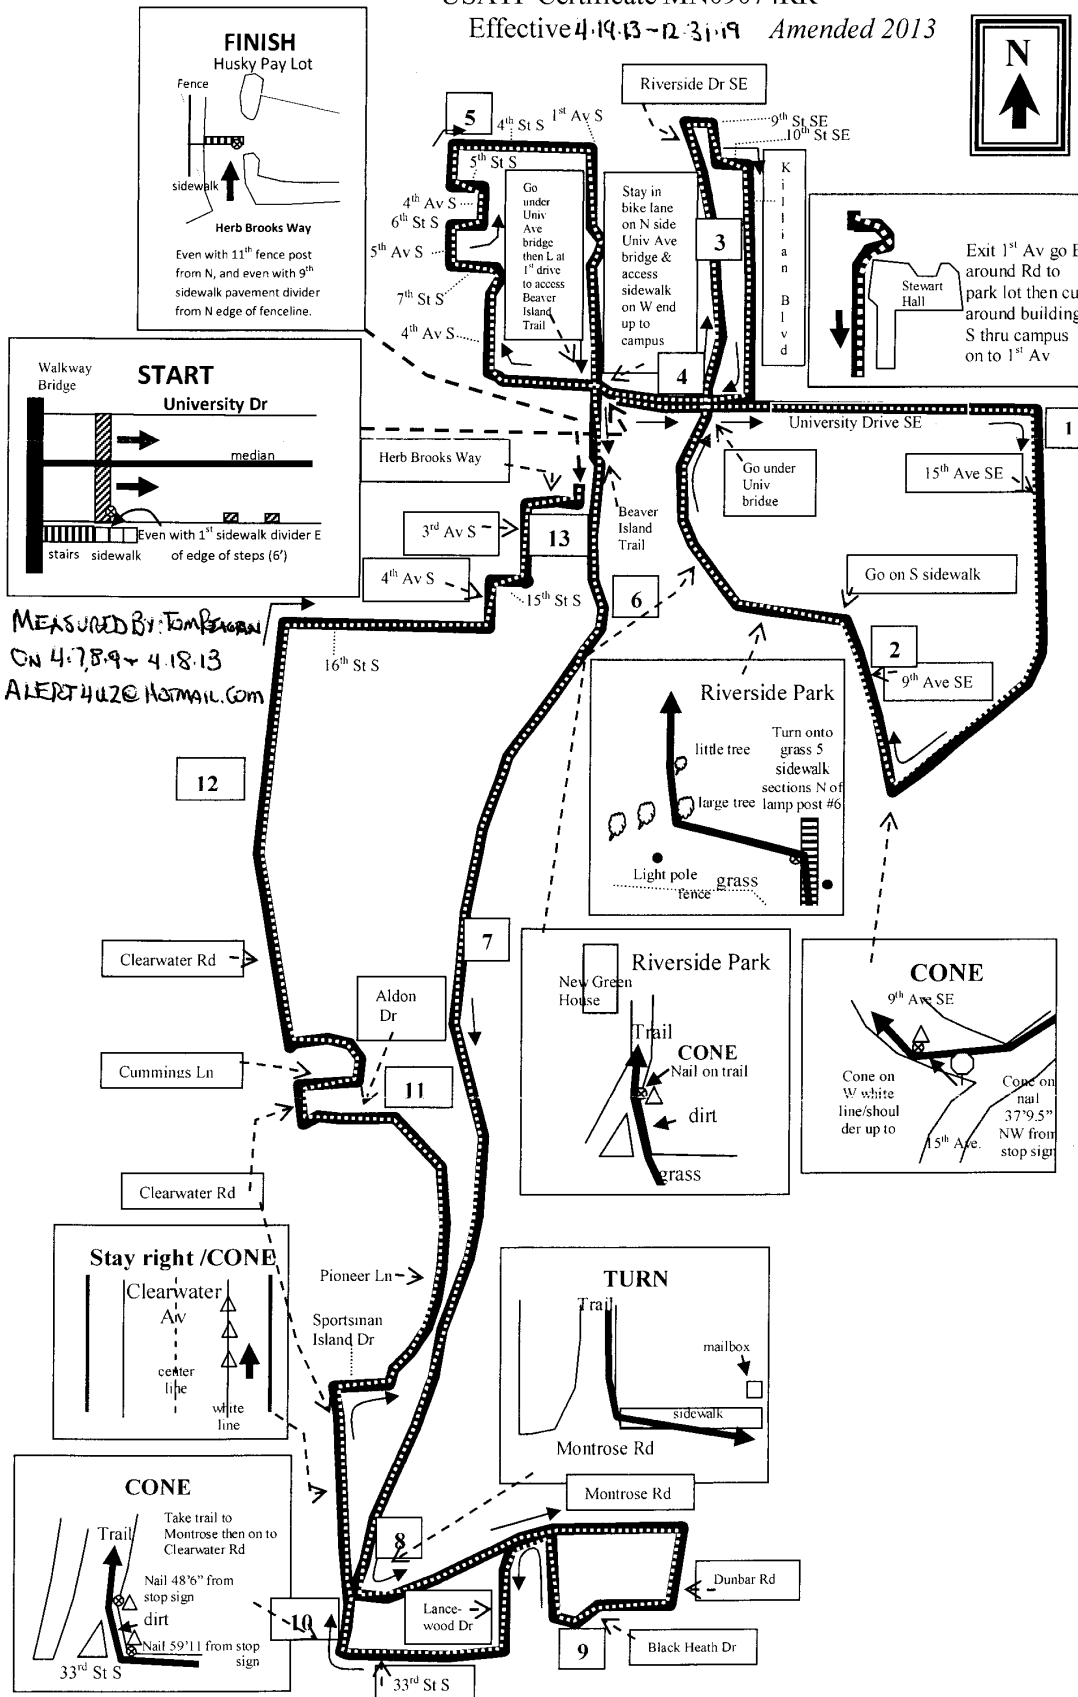 Effective 4.19.13-12.31.19 Amended 2013
N
FINISH
Husky Pay Lot
Fence
sidewalk
Herb Brooks Way
Even with 11th fence post
from N, and even with 9th
sidewalk pavement divider
from N edge of fenceline.
Riverside Dr SE
5
4th St S
1st Av S
9th St SE
10th St SE
5th St S
4th Av S
6th St S
5th Av S
7th St S
4th Av S
Go
under
Univ
Ave
bridge
then L at
1st drive
to access
Beaver
Island
Trail
Stay in
bike lane
on N side
Univ Ave
bridge &
access
sidewalk
on W end
up to
campus
3
Killian Blvd
Stewart
Hall
Exit 1st Av go E
around Rd to
park lot then cu
around building
S thru campus
on to 1st Av
4
Walkway
Bridge
START
University Dr
median
Even with 1st sidewalk divider E
of edge of steps (6')
stairs sidewalk
University Drive SE
1
15th Ave SE
Herb Brooks Way
Go under
Univ
bridge
3rd Av S
13
Beaver
Island
Trail
4th Av S
15th St S
6
Go on S sidewalk
MEASURED BY: TOM
ON 4.7,8.9 + 4.18.13
ALERT4U2@HOTMAIL.COM
16th St S
2
9th Ave SE
Riverside Park
little tree
large tree
Turn onto
grass 5
sidewalk
sections N of
lamp post #6
Light pole
fence
grass
12
7
Clearwater Rd
Aldon
Dr
Cummings Ln
11
New Green
House
Riverside Park
Trail
CONE
Nail on trail
dirt
grass
CONE
9th Ave SE
Cone on
W white
line/shoul
der up to
15th Ave.
Cone on
nail
37'9.5"
NW from
stop sign
Clearwater Rd
Stay right /CONE
Clearwater
Av
center
line
white
line
Pioneer Ln
Sportsman
Island Dr
TURN
Trail
mailbox
sidewalk
Montrose Rd
CONE
Trail
Take trail to
Montrose then on to
Clearwater Rd
Nail 48'6" from
stop sign
dirt
Nail 59'11 from stop
sign
33rd St S
8
Montrose Rd
10
Lance-
wood Dr
Dunbar Rd
9
Black Heath Dr
33rd St S